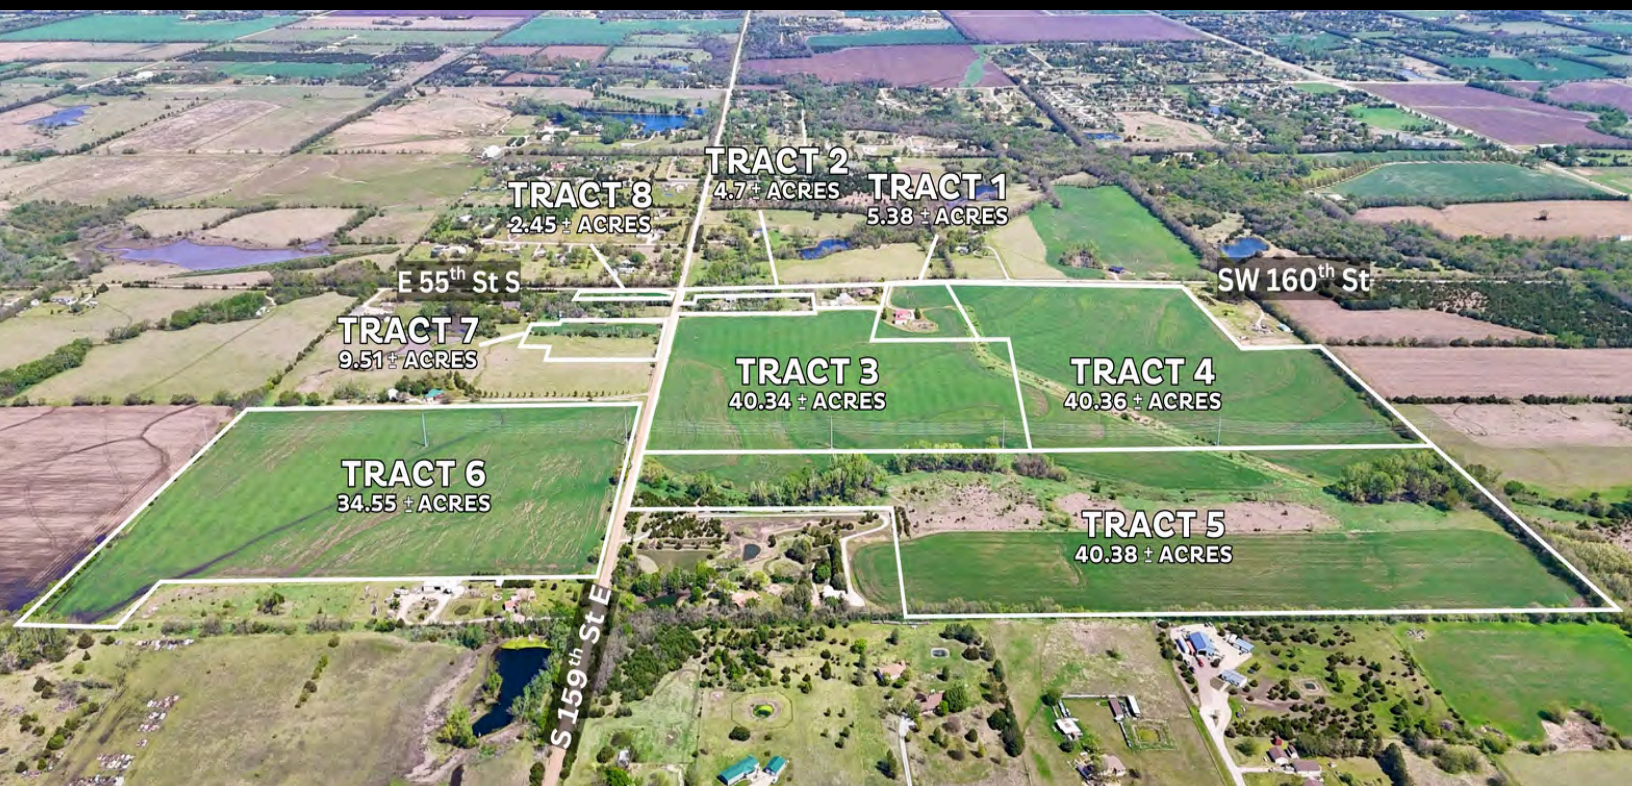 TRACT 2
4.7 ± ACRES
TRACT 8
2.45 ± ACRES
TRACT 1
5.38 ± ACRES
E 55th St S
SW 160th St
TRACT 7
9.51 ± ACRES
TRACT 3
40.34 ± ACRES
TRACT 4
40.36 ± ACRES
TRACT 6
34.55 ± ACRES
TRACT 5
40.38 ± ACRES
S 159th St E